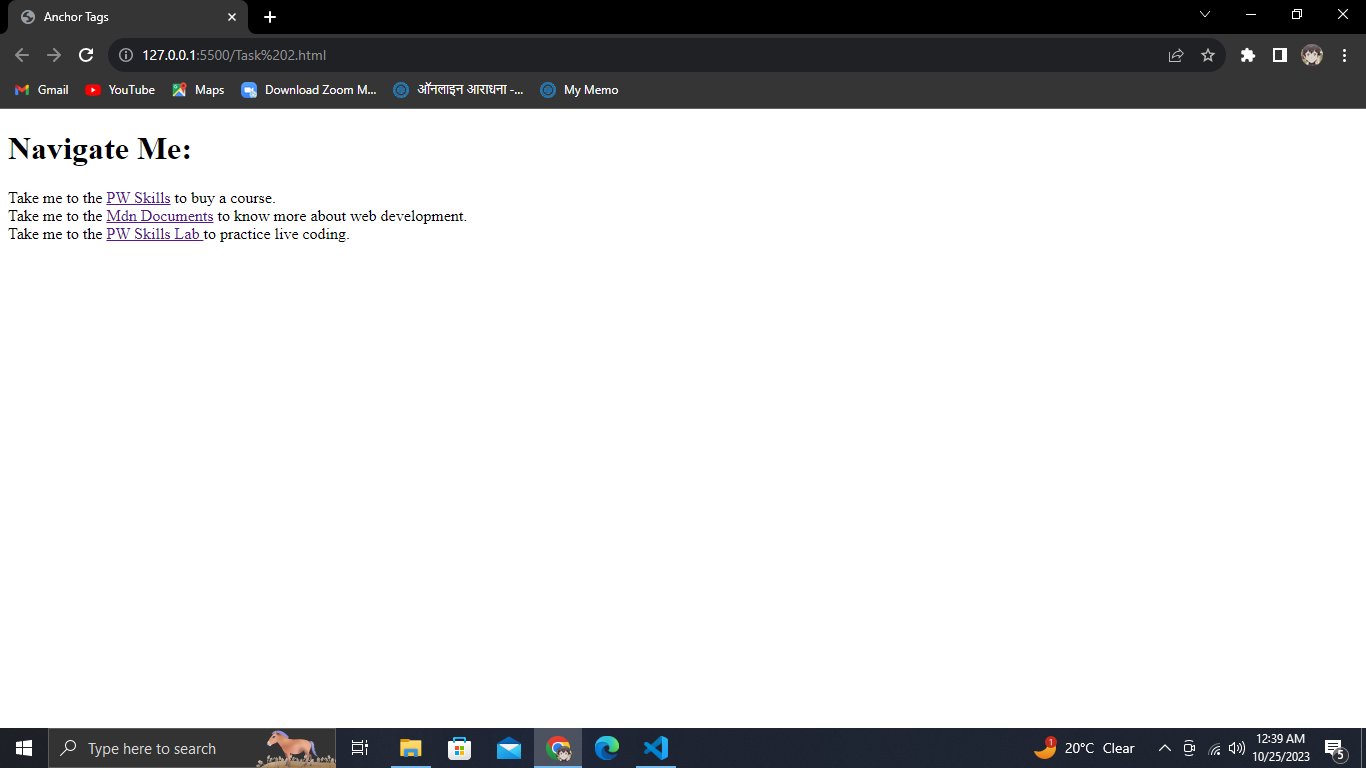 Anchor Tags
127.0.0.1:5500/Task%202.html
Gmail YouTube Maps Download Zoom M... ऑनलाइन आराधना -... My Memo
Navigate Me:
Take me to the PW Skills to buy a course.
Take me to the Mdn Documents to know more about web development.
Take me to the PW Skills Lab to practice live coding.
Type here to search
1
20°C Clear
12:39 AM
10/25/2023
5